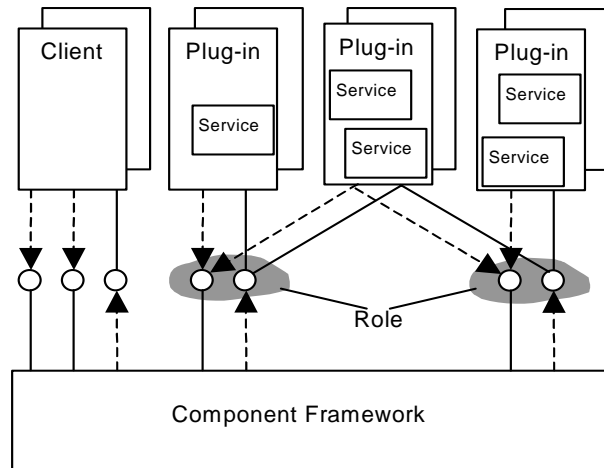 Client
Plug-in
Plug-in
Plug-in
Service
Service
Service
Service
Service
Role
Component Framework